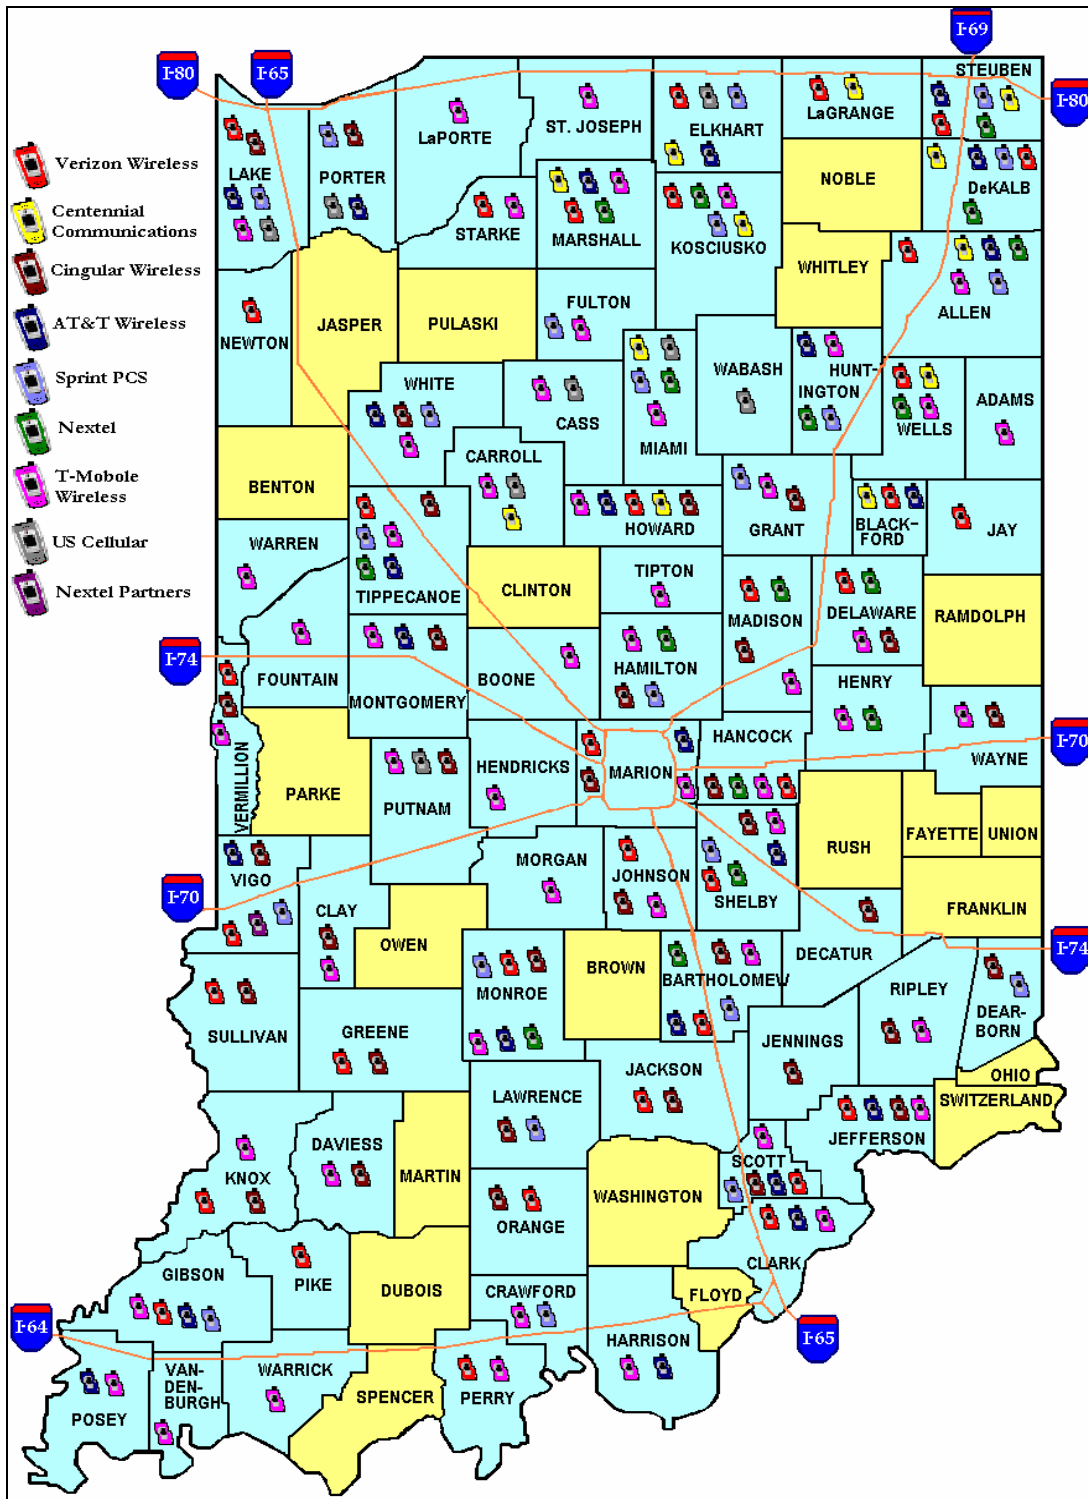 I-69
I-80
I-65
I-80
STEUBEN
LaGRANGE
ELKHART
ST. JOSEPH
LaPORTE
PORTER
LAKE
Verizon Wireless
Centennial
Communications
Cingular Wireless
AT&T Wireless
Sprint PCS
Nextel
T-Mobole
Wireless
US Cellular
Nextel Partners
NOBLE
DeKALB
STARKE
MARSHALL
KOSCIUSKO
WHITLEY
ALLEN
NEWTON
JASPER
PULASKI
FULTON
WABASH
HUNT-
INGTON
WHITE
CASS
MIAMI
WELLS
ADAMS
BENTON
CARROLL
HOWARD
GRANT
BLACK-
FORD
JAY
WARREN
TIPPECANOE
CLINTON
TIPTON
MADISON
DELAWARE
RAMDOLPH
I-74
FOUNTAIN
MONTGOMERY
BOONE
HAMILTON
HENRY
VERMILLION
PARKE
PUTNAM
HENDRICKS
MARION
HANCOCK
WAYNE
I-70
RUSH
FAYETTE
UNION
VIGO
I-70
CLAY
OWEN
MORGAN
JOHNSON
SHELBY
FRANKLIN
I-74
DECATUR
SULLIVAN
GREENE
MONROE
BROWN
BARTHOLOMEW
JENNINGS
RIPLEY
DEAR-
BORN
OHIO
SWITZERLAND
LAWRENCE
JACKSON
JEFFERSON
KNOX
DAVIESS
MARTIN
ORANGE
WASHINGTON
SCOTT
CLARK
GIBSON
PIKE
DUBOIS
CRAWFORD
FLOYD
I-64
I-65
HARRISON
POSEY
VAN-
DEN-
BURGH
WARRICK
SPENCER
PERRY